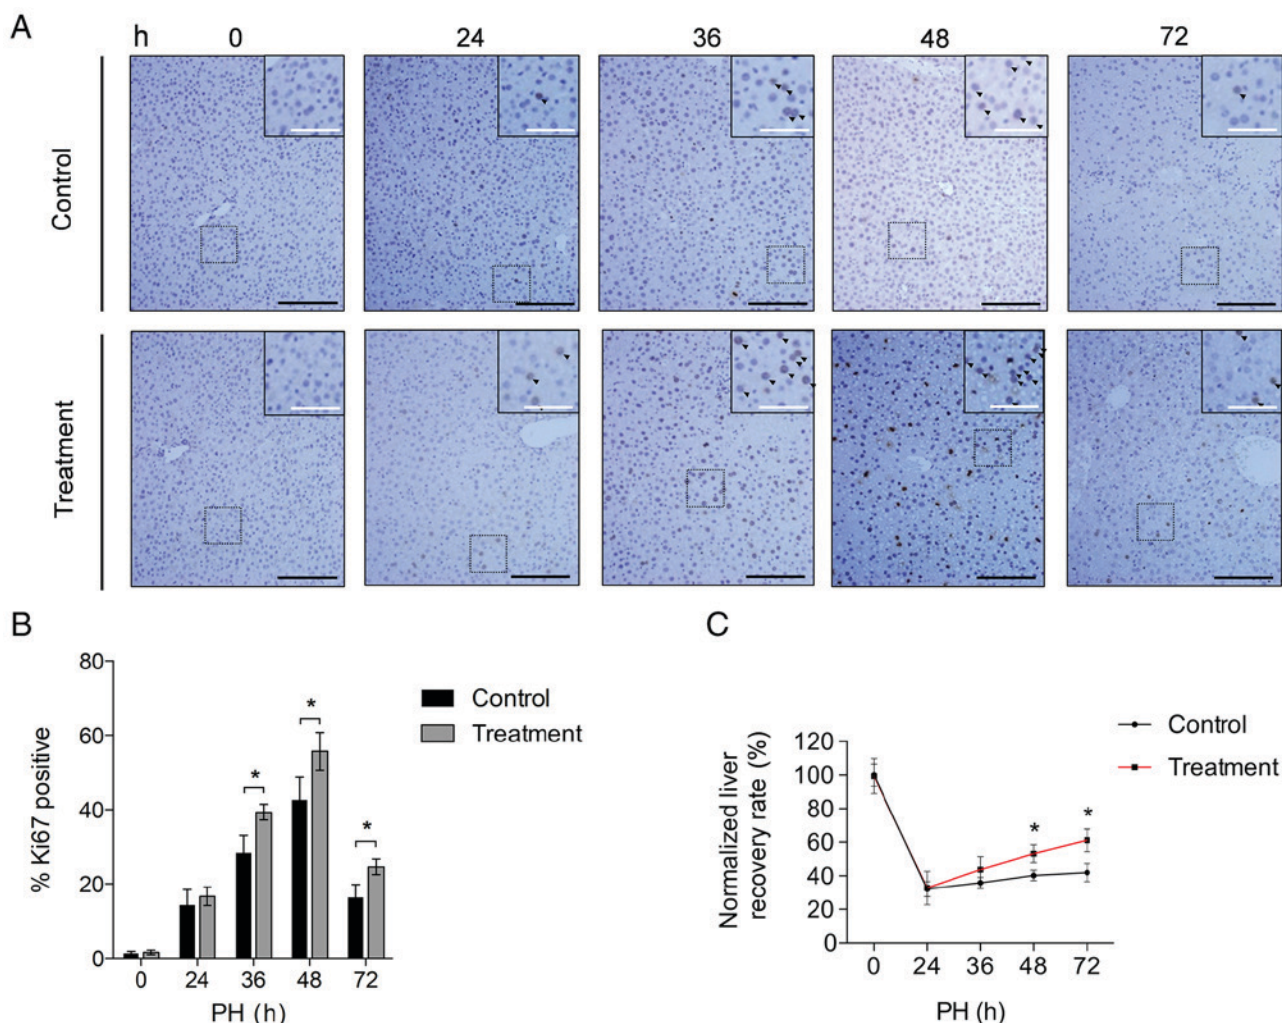 A
h 0 24 36 48 72
Control
Treatment
B
80
60
40
20
0
% Ki67 positive
* * *
0 24 36 48 72
PH (h)
Control
Treatment
C
120
100
80
60
40
20
0
Normalized liver
recovery rate (%)
* *
0 24 36 48 72
PH (h)
Control
Treatment